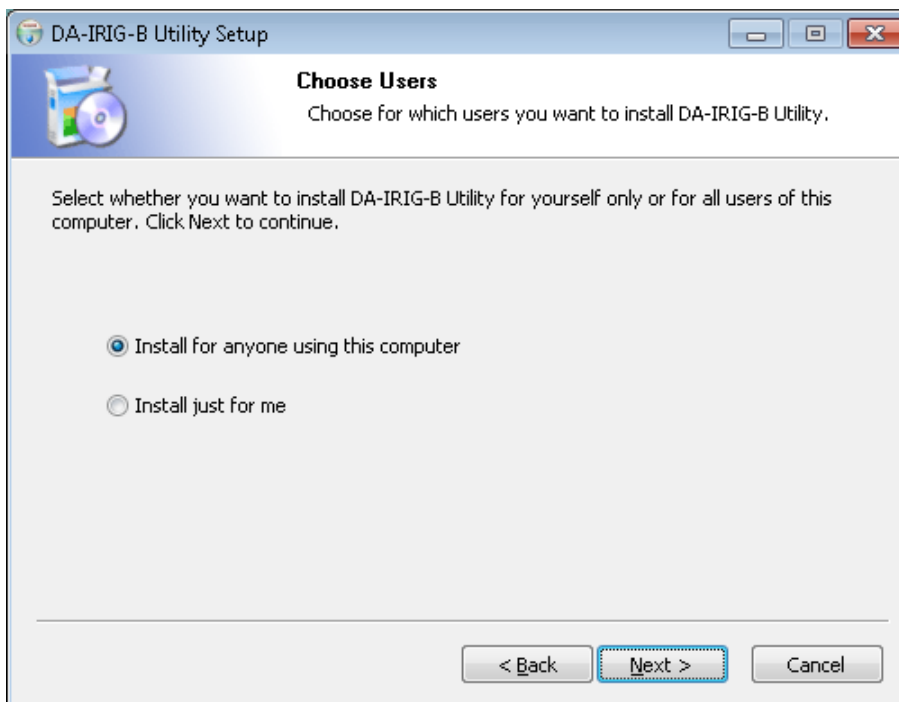 DA-IRIG-B Utility Setup
Choose Users
Choose for which users you want to install DA-IRIG-B Utility.
Select whether you want to install DA-IRIG-B Utility for yourself only or for all users of this
computer. Click Next to continue.
Install for anyone using this computer
Install just for me
< Back
Next >
Cancel